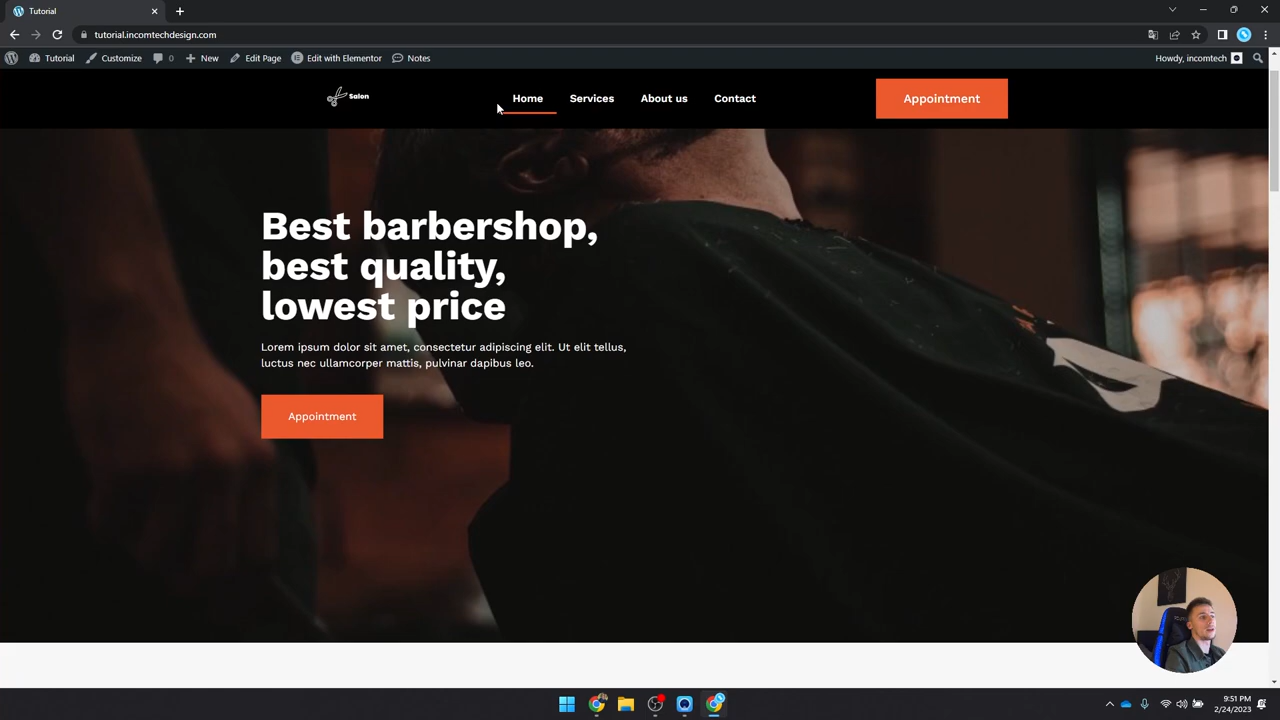 Tutorial
tutorial.incomtechdesign.com
Tutorial Customize 0 New Edit Page Edit with Elementor Notes Howdy, incomtech
Salon Home Services About us Contact Appointment
Best barbershop,
best quality,
lowest price
Lorem ipsum dolor sit amet, consectetur adipiscing elit. Ut elit tellus,
luctus nec ullamcorper mattis, pulvinar dapibus leo.
Appointment
9:51 PM
2/24/2023